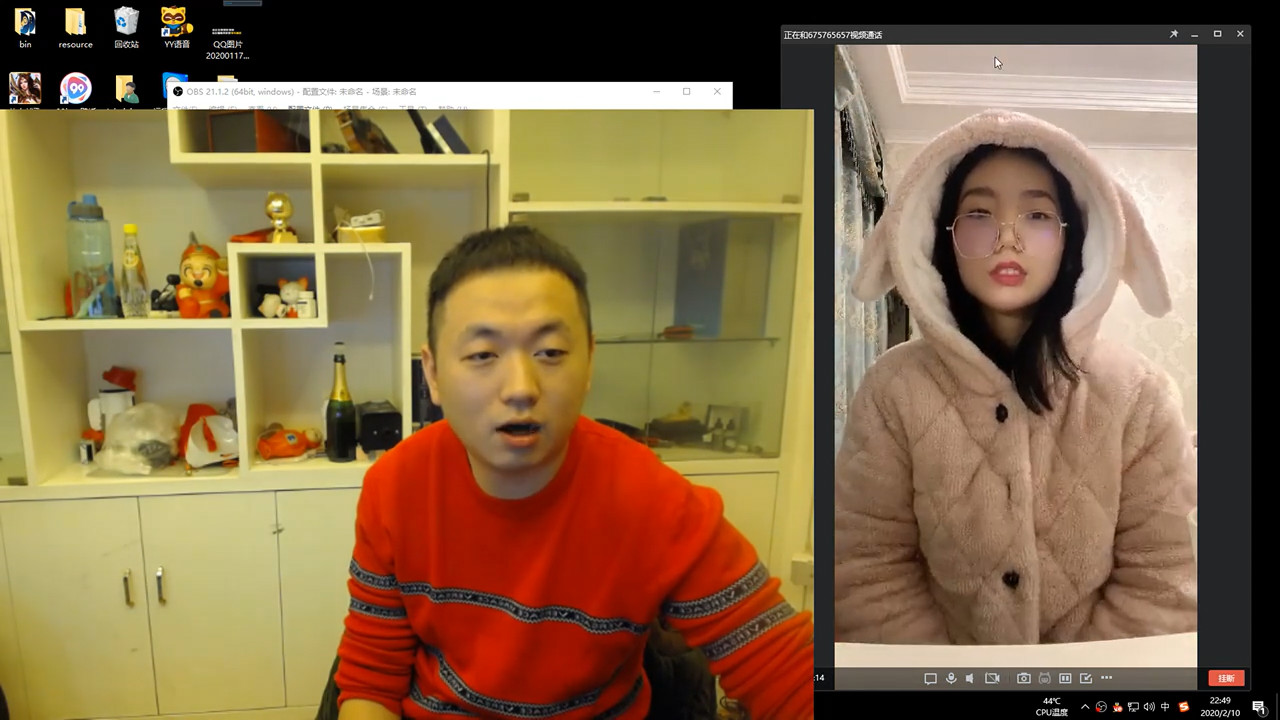 bin
resource
回收站
YY语音
QQ图片
20200117...
正在和675765657视频通话
OBS 21.1.2 (64bit, windows) - 配置文件: 未命名 - 场景: 未命名
:14
挂断
44℃
CPU温度
中
22:49
2020/2/10
1